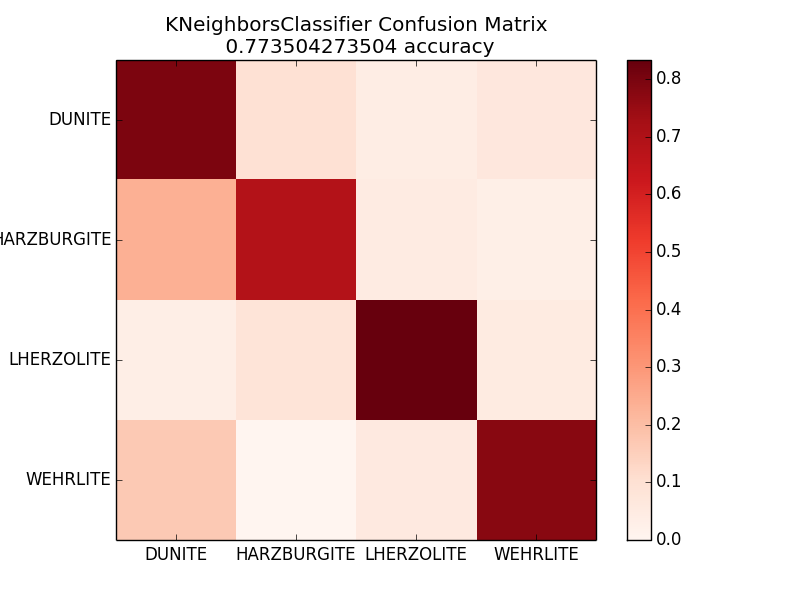 KNeighborsClassifier Confusion Matrix
0.773504273504 accuracy
DUNITE
HARZBURGITE
LHERZOLITE
WEHRLITE
DUNITE HARZBURGITE LHERZOLITE WEHRLITE
0.8
0.7
0.6
0.5
0.4
0.3
0.2
0.1
0.0